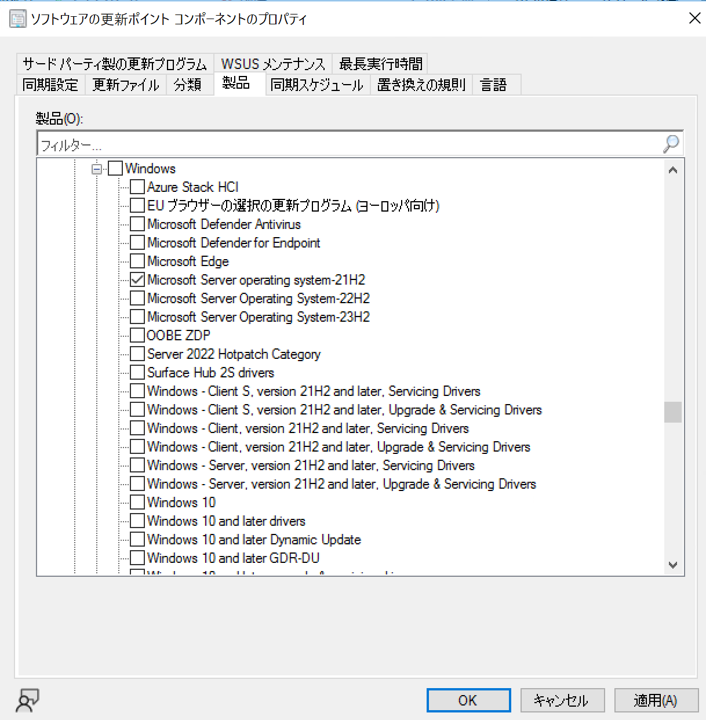 ソフトウェアの更新ポイント コンポーネントのプロパティ
サード パーティ製の更新プログラム WSUS メンテナンス 最長実行時間
同期設定 更新ファイル 分類 製品 同期スケジュール 置き換えの規則 言語
製品(O):
フィルター...
Windows
Azure Stack HCI
EU ブラウザーの選択の更新プログラム (ヨーロッパ向け)
Microsoft Defender Antivirus
Microsoft Defender for Endpoint
Microsoft Edge
Microsoft Server operating system-21H2
Microsoft Server Operating System-22H2
Microsoft Server Operating System-23H2
OOBE ZDP
Server 2022 Hotpatch Category
Surface Hub 2S drivers
Windows - Client S, version 21H2 and later, Servicing Drivers
Windows - Client S, version 21H2 and later, Upgrade & Servicing Drivers
Windows - Client, version 21H2 and later, Servicing Drivers
Windows - Client, version 21H2 and later, Upgrade & Servicing Drivers
Windows - Server, version 21H2 and later, Servicing Drivers
Windows - Server, version 21H2 and later, Upgrade & Servicing Drivers
Windows 10
Windows 10 and later drivers
Windows 10 and later Dynamic Update
Windows 10 and later GDR-DU
OK キャンセル 適用(A)